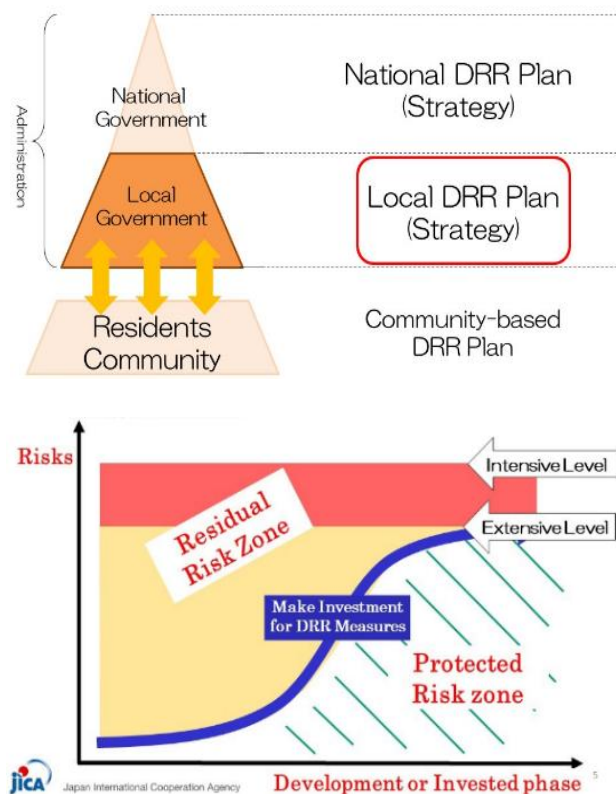 Administration
National
Government
National DRR Plan
(Strategy)
Local
Government
Local DRR Plan
(Strategy)
Residents
Community
Community-based
DRR Plan
Risks
Intensive Level
Residual
Risk Zone
Extensive Level
Make Investment
for DRR Measures
Protected
Risk zone
jica Japan International Cooperation Agency
Development or Invested phase
5